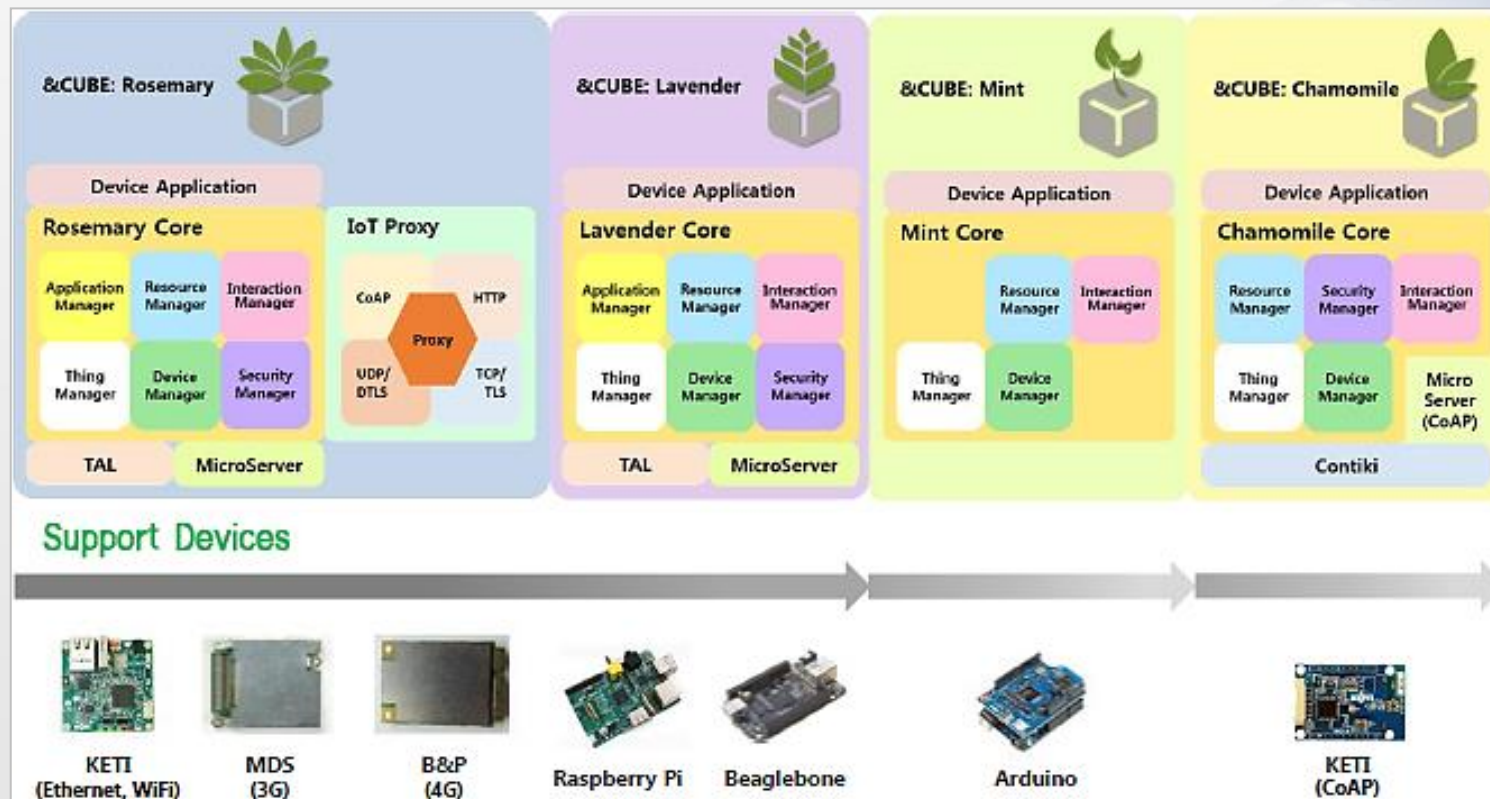 &CUBE: Rosemary
Device Application
Rosemary Core
Application
Manager
Resource
Manager
Interaction
Manager
Thing
Manager
Device
Manager
Security
Manager
IoT Proxy
CoAP
HTTP
Proxy
UDP/
DTLS
TCP/
TLS
TAL
MicroServer
&CUBE: Lavender
Device Application
Lavender Core
Application
Manager
Resource
Manager
Interaction
Manager
Thing
Manager
Device
Manager
Security
Manager
TAL
MicroServer
&CUBE: Mint
Device Application
Mint Core
Resource
Manager
Interaction
Manager
Thing
Manager
Device
Manager
&CUBE: Chamomile
Device Application
Chamomile Core
Resource
Manager
Security
Manager
Interaction
Manager
Thing
Manager
Device
Manager
Micro
Server
(CoAP)
Contiki
Support Devices
KETI
(Ethernet, WiFi)
MDS
(3G)
B&P
(4G)
Raspberry Pi
Beaglebone
Arduino
KETI
(CoAP)